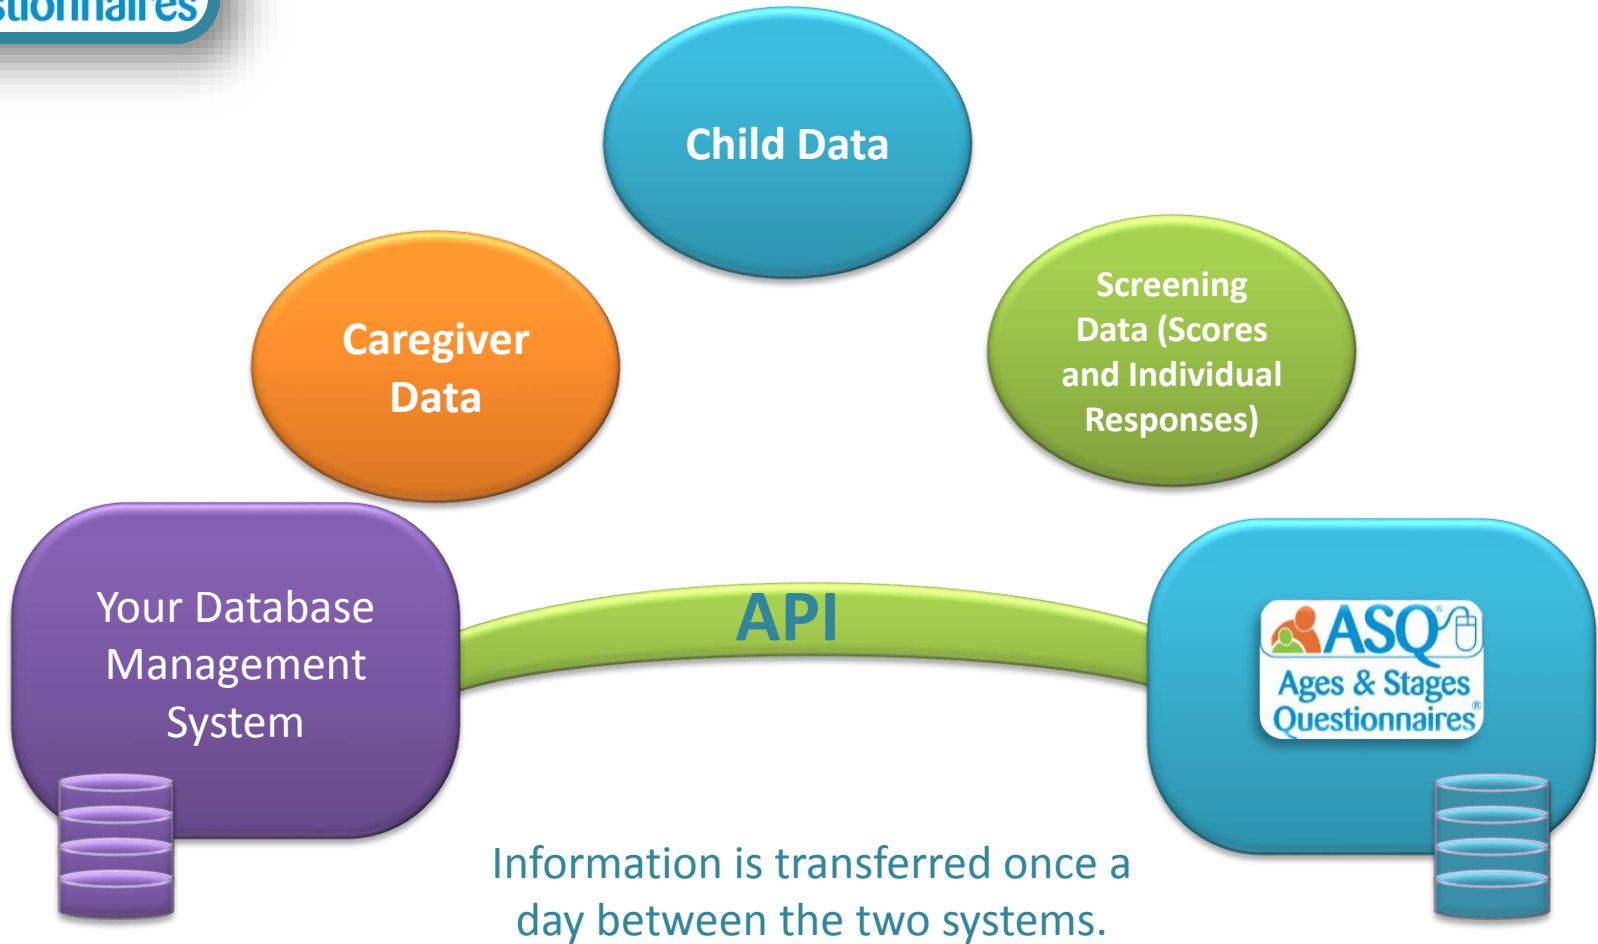 Child Data
Caregiver
Data
Screening
Data (Scores
and Individual
Responses)
Your Database
Management
System
API
ASQ®
Ages & Stages
Questionnaires®
Information is transferred once a
day between the two systems.